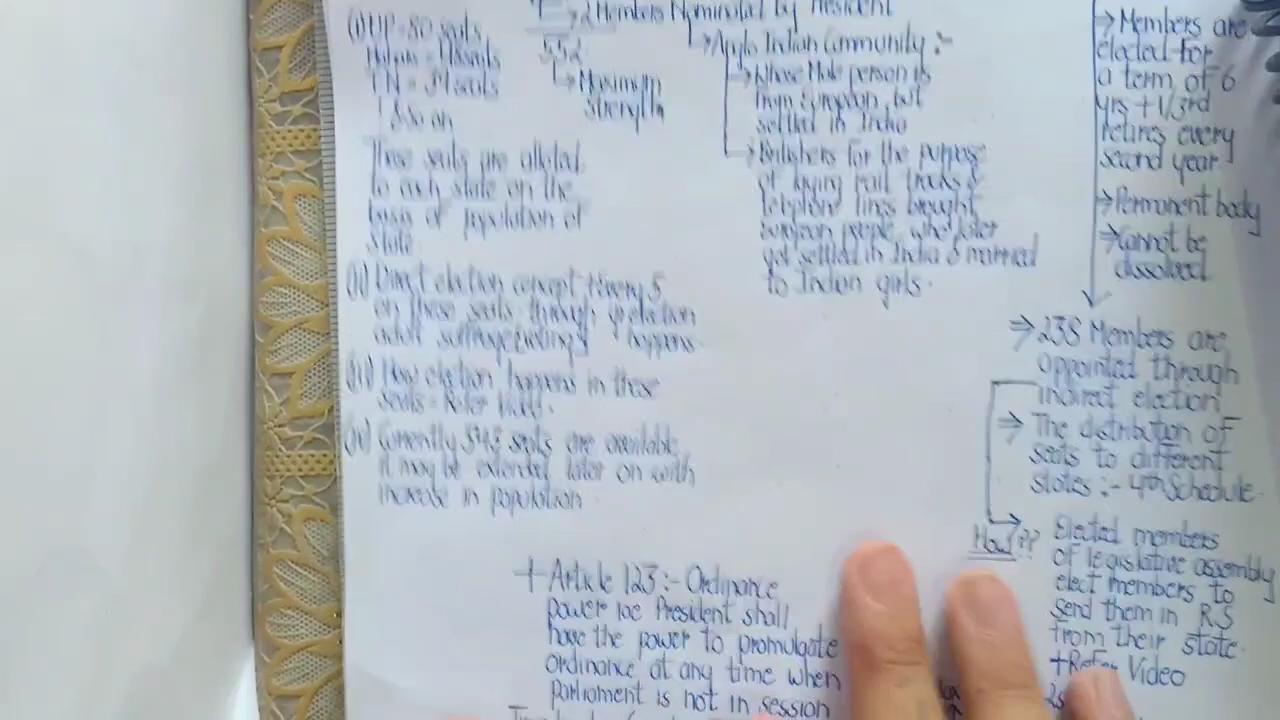 (i) UP = 80 seats
TN = 39 seats
& so on
These seats are alloted
to each state on the
basis of population of
state
(ii) Direct election concept
on these seats through
adult suffrage
+ Every 5
yr election
happens.
(iii) How election happens in these
seats = Refer Video.
(iv) Currently 543 seats are available
it may be extended later on with
increase in population
2 Members Nominated by President
552
→ Maximum
strength
→ Anglo Indian Community :-
→ Whose Male person is
from European but
settled in India
→ Britishers for the purpose
of laying rail tracks &
telephone lines brought
European people, who later
got settled in India & married
to Indian girls.
→ Members are
elected for
a term of 6
yrs + 1/3rd
retires every
second year
→ Permanent body
→ Cannot be
dissolved
⇒ 238 Members are
appointed through
indirect election
⇒ The distribution of
seats to different
states :- 4th Schedule.
How??
Elected members
of legislative assembly
elect members to
send them in R.S
from their state.
+ Refer Video
+ Article 123 :- Ordinance
power i.e. President shall
have the power to promulgate
ordinance at any time when
Parliament is not in session